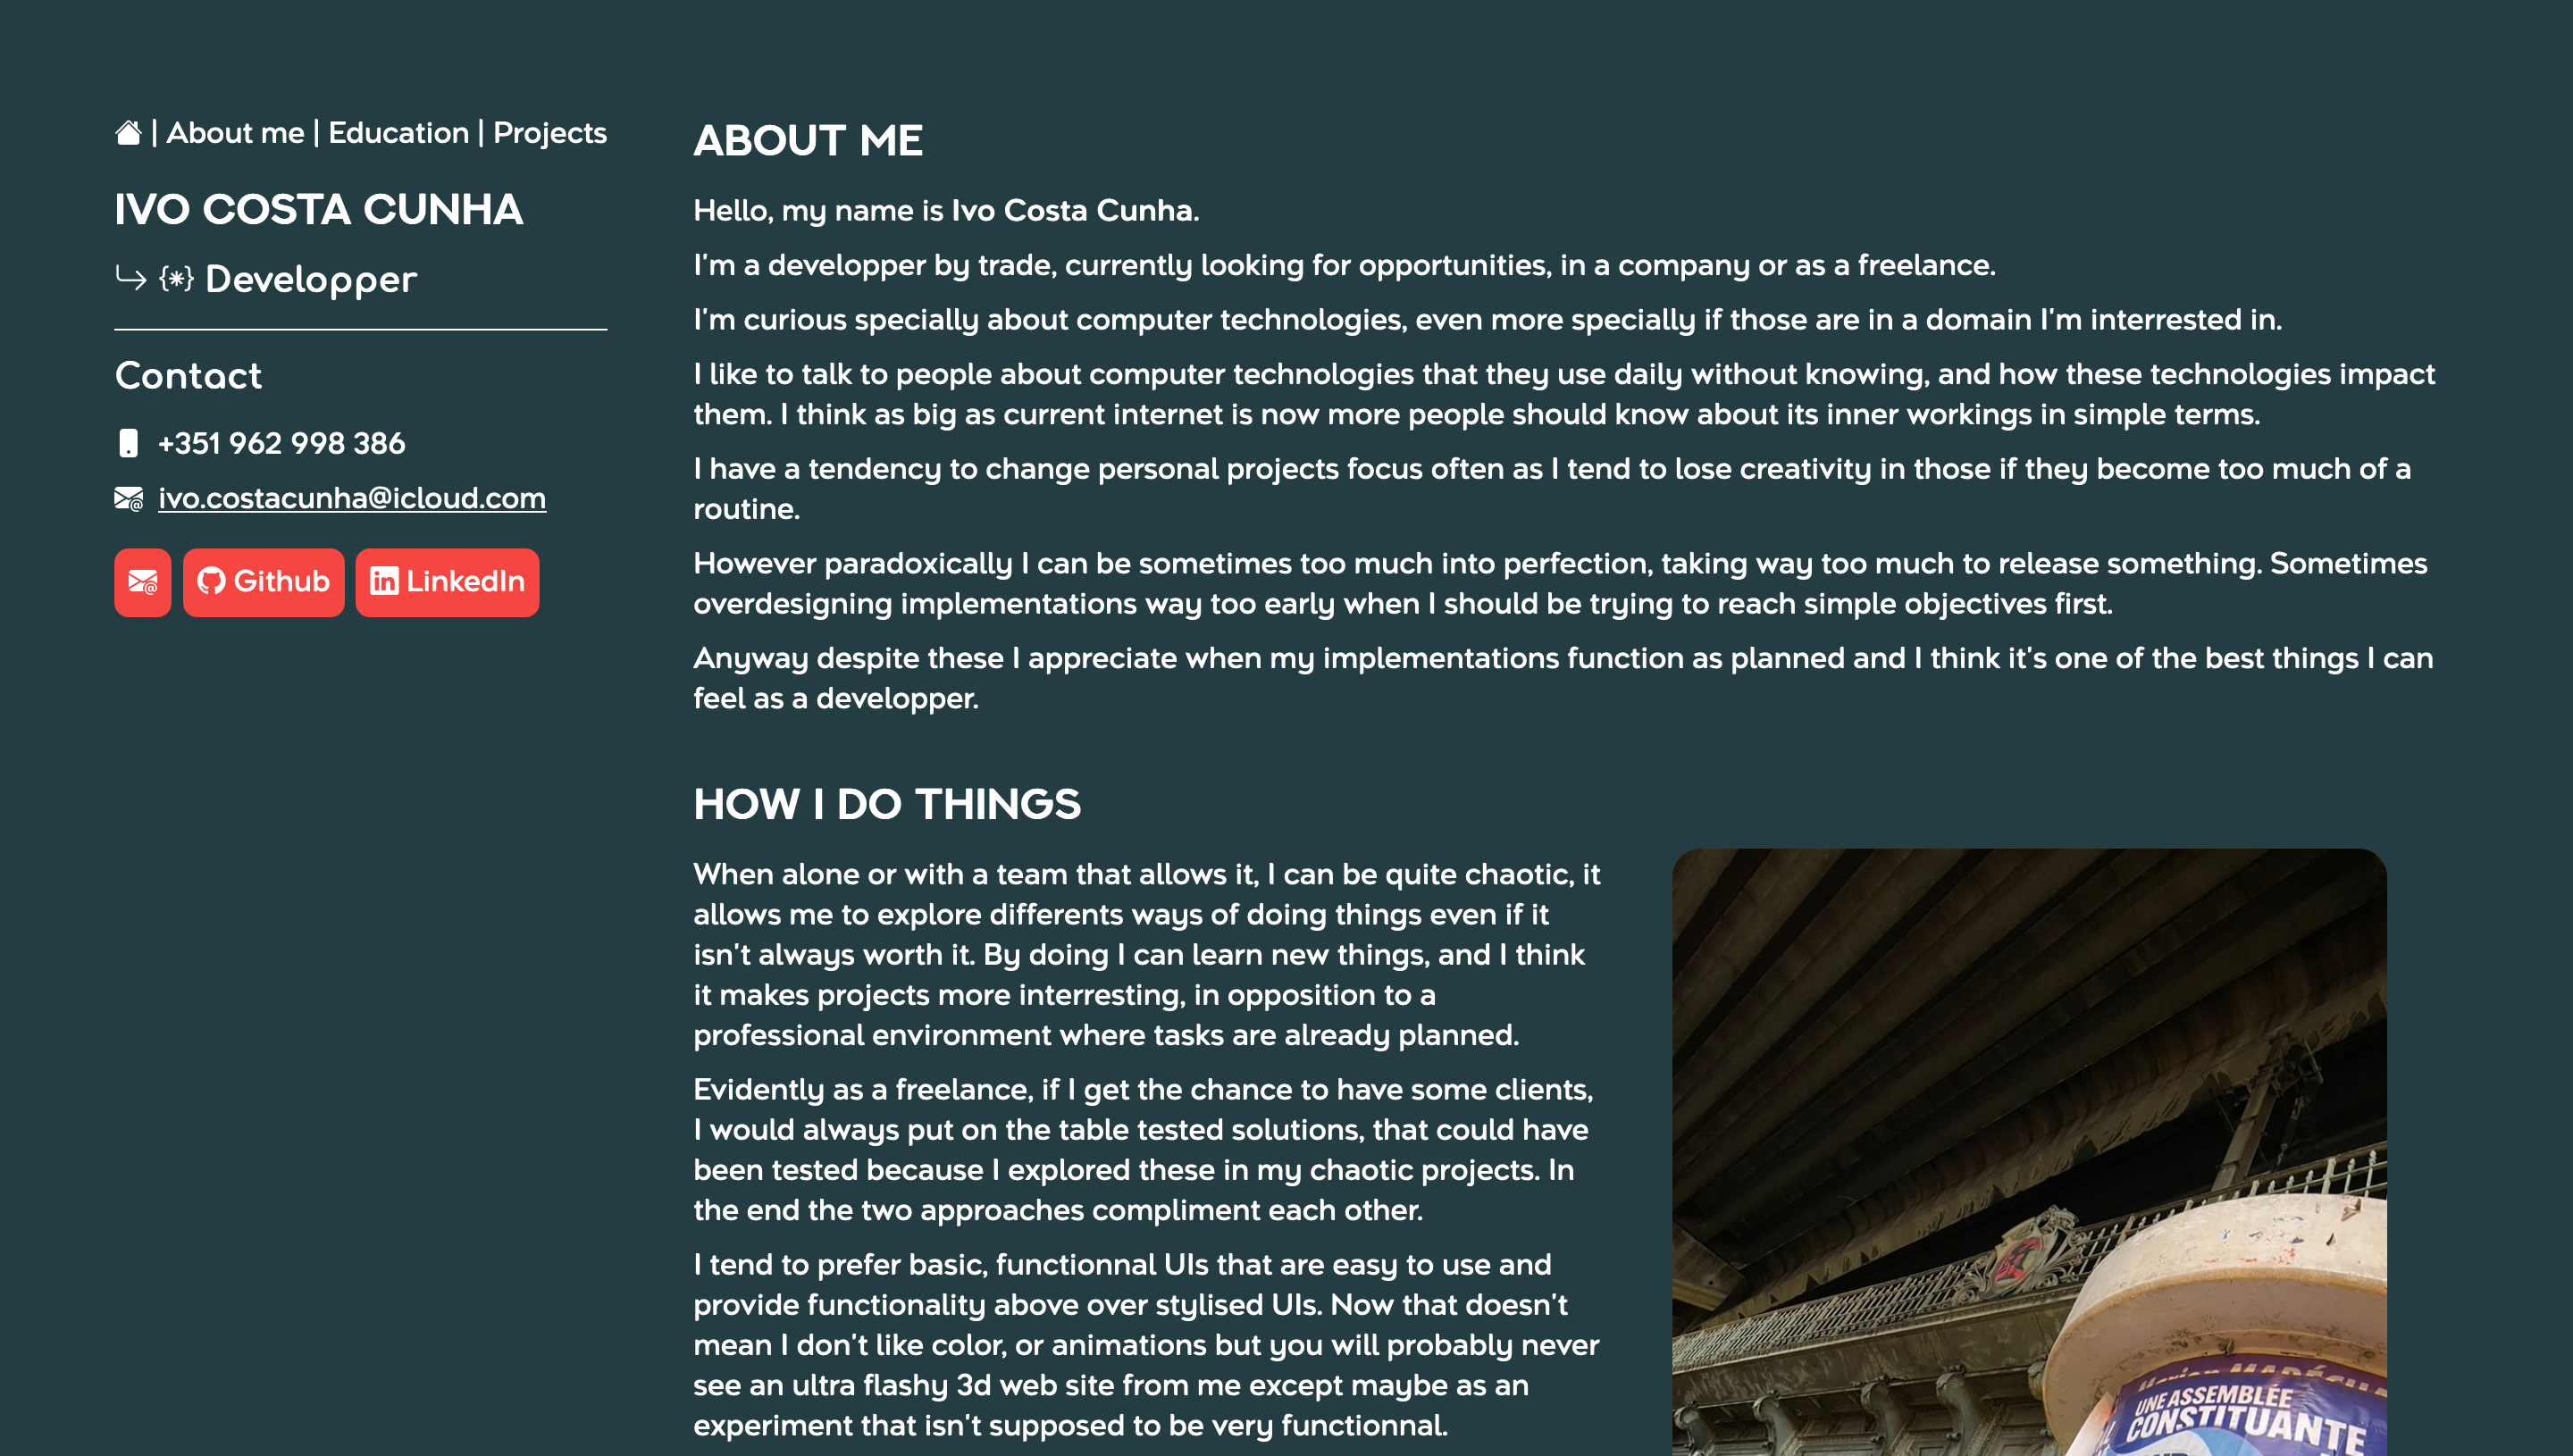 | About me | Education | Projects
IVO COSTA CUNHA
Developper
Contact
+351 962 998 386
ivo.costacunha@icloud.com
Github
LinkedIn
ABOUT ME
Hello, my name is Ivo Costa Cunha.
I'm a developper by trade, currently looking for opportunities, in a company or as a freelance.
I'm curious specially about computer technologies, even more specially if those are in a domain I'm interrested in.
I like to talk to people about computer technologies that they use daily without knowing, and how these technologies impact
them. I think as big as current internet is now more people should know about its inner workings in simple terms.
I have a tendency to change personal projects focus often as I tend to lose creativity in those if they become too much of a
routine.
However paradoxically I can be sometimes too much into perfection, taking way too much to release something. Sometimes
overdesigning implementations way too early when I should be trying to reach simple objectives first.
Anyway despite these I appreciate when my implementations function as planned and I think it's one of the best things I can
feel as a developper.
HOW I DO THINGS
When alone or with a team that allows it, I can be quite chaotic, it
allows me to explore differents ways of doing things even if it
isn't always worth it. By doing I can learn new things, and I think
it makes projects more interresting, in opposition to a
professional environment where tasks are already planned.
Evidently as a freelance, if I get the chance to have some clients,
I would always put on the table tested solutions, that could have
been tested because I explored these in my chaotic projects. In
the end the two approaches compliment each other.
I tend to prefer basic, functionnal UIs that are easy to use and
provide functionality above over stylised UIs. Now that doesn't
mean I don't like color, or animations but you will probably never
see an ultra flashy 3d web site from me except maybe as an
experiment that isn't supposed to be very functionnal.
UNE ASSEMBLÉE
CONSTITUANTE